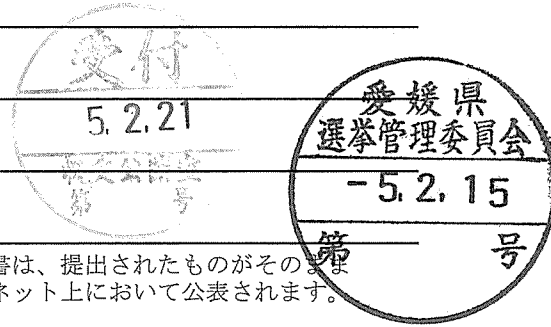 受付
5.2.21
第 号
愛媛県
選挙管理委員会
-5.2.15
第 号
書は、提出されたものがそのまま
ネット上において公表されます。